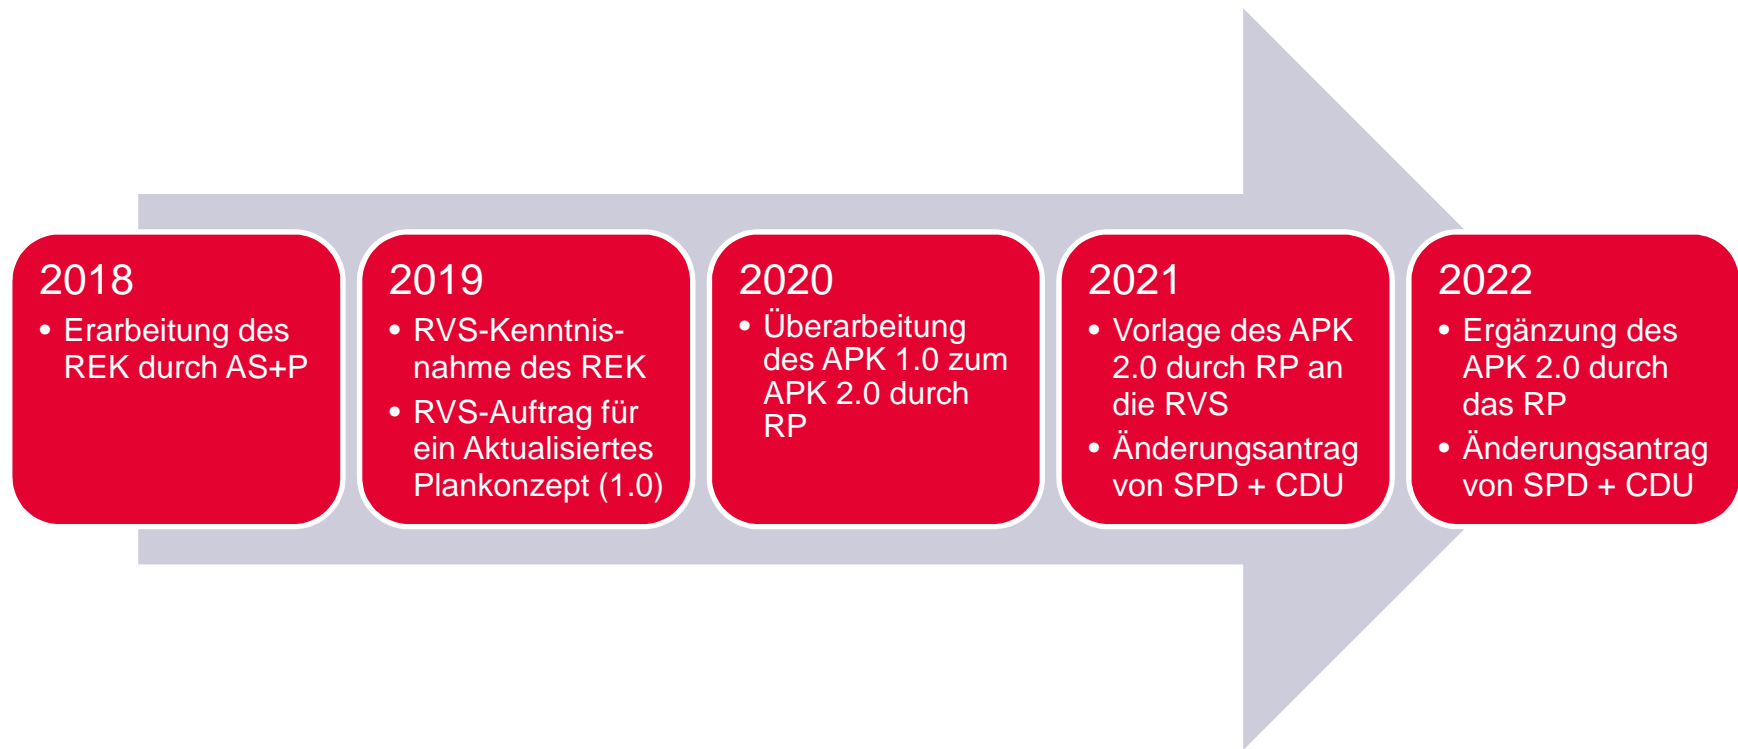 2018
• Erarbeitung des
REK durch AS+P
2019
• RVS-Kenntnis-
nahme des REK
• RVS-Auftrag für
ein Aktualisiertes
Plankonzept (1.0)
2020
• Überarbeitung
des APK 1.0 zum
APK 2.0 durch
RP
2021
• Vorlage des APK
2.0 durch RP an
die RVS
• Änderungsantrag
von SPD + CDU
2022
• Ergänzung des
APK 2.0 durch
das RP
• Änderungsantrag
von SPD + CDU